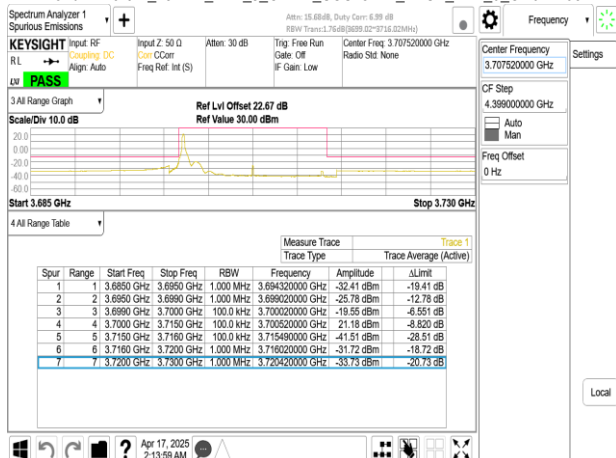 Spectrum Analyzer 1
Spurious Emissions
Attn: 15.68dB, Duty Corr: 6.99 dB
RBW Trans:1.76dB(3699.02~3716.02MHz)
Frequency
KEYSIGHT
Input: RF
Coupling: DC
Align: Auto
Input Z: 50 Ω
Corr CCorr
Freq Ref: Int (S)
Atten: 30 dB
Trig: Free Run
Gate: Off
IF Gain: Low
Center Freq: 3.707520000 GHz
Radio Std: None
RL
LXI
PASS
Center Frequency
3.707520000 GHz
Settings
CF Step
4.399000000 GHz
Auto
Man
Freq Offset
0 Hz
3 All Range Graph
Scale/Div 10.0 dB
Ref Lvl Offset 22.67 dB
Ref Value 30.00 dBm
20.0
0.00
-20.0
-40.0
-60.0
Start 3.685 GHz
Stop 3.730 GHz
4 All Range Table
Measure Trace Trace 1
Trace Type Trace Average (Active)
Spur Range Start Freq Stop Freq RBW Frequency Amplitude ΔLimit
1 1 3.6850 GHz 3.6950 GHz 1.000 MHz 3.694320000 GHz -32.41 dBm -19.41 dB
2 2 3.6950 GHz 3.6990 GHz 1.000 MHz 3.699020000 GHz -25.78 dBm -12.78 dB
3 3 3.6990 GHz 3.7000 GHz 100.0 kHz 3.700020000 GHz -19.55 dBm -6.551 dB
4 4 3.7000 GHz 3.7150 GHz 100.0 kHz 3.700520000 GHz 21.18 dBm -8.820 dB
5 5 3.7150 GHz 3.7160 GHz 100.0 kHz 3.715490000 GHz -41.51 dBm -28.51 dB
6 6 3.7160 GHz 3.7200 GHz 1.000 MHz 3.716020000 GHz -31.72 dBm -18.72 dB
7 7 3.7200 GHz 3.7300 GHz 1.000 MHz 3.720420000 GHz -33.73 dBm -20.73 dB
Local
?
Apr 17, 2025
2:13:59 AM